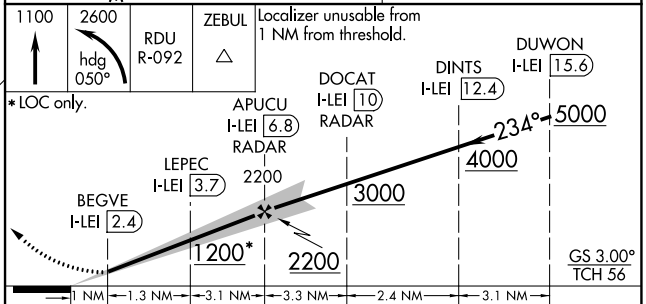 1100
2600
hdg
050°
RDU
R-092
ZEBUL
Localizer unusable from
1 NM from threshold.
* LOC only.
DUWON
I-LEI 15.6
DINTS
I-LEI 12.4
DOCAT
I-LEI 10
RADAR
APUCU
I-LEI 6.8
RADAR
LEPEC
I-LEI 3.7
BEGVE
I-LEI 2.4
2200
234°
5000
4000
3000
2200
1200*
GS 3.00°
TCH 56
1 NM
1.3 NM
3.1 NM
3.3 NM
2.4 NM
3.1 NM